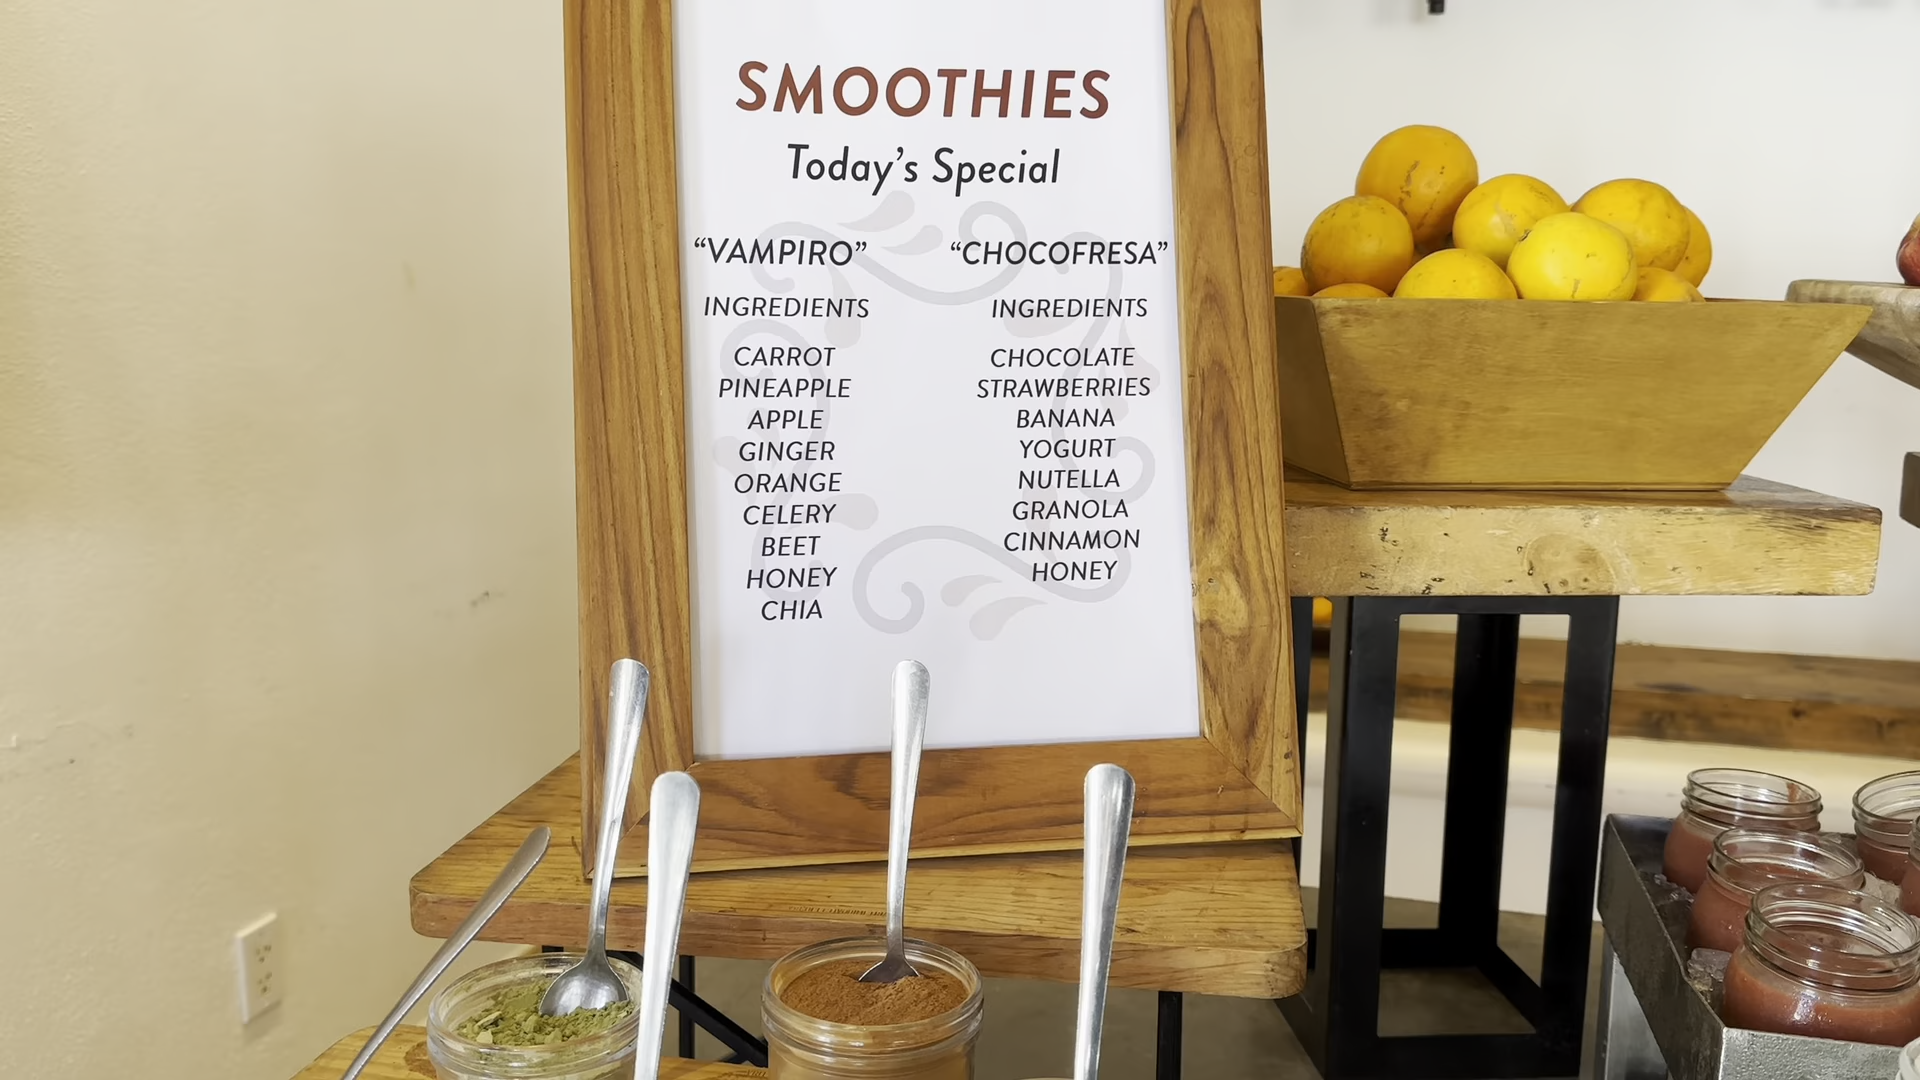 SMOOTHIES
Today's Special
“VAMPIRO”
INGREDIENTS
CARROT
PINEAPPLE
APPLE
GINGER
ORANGE
CELERY
BEET
HONEY
CHIA
“CHOCOFRESA”
INGREDIENTS
CHOCOLATE
STRAWBERRIES
BANANA
YOGURT
NUTELLA
GRANOLA
CINNAMON
HONEY